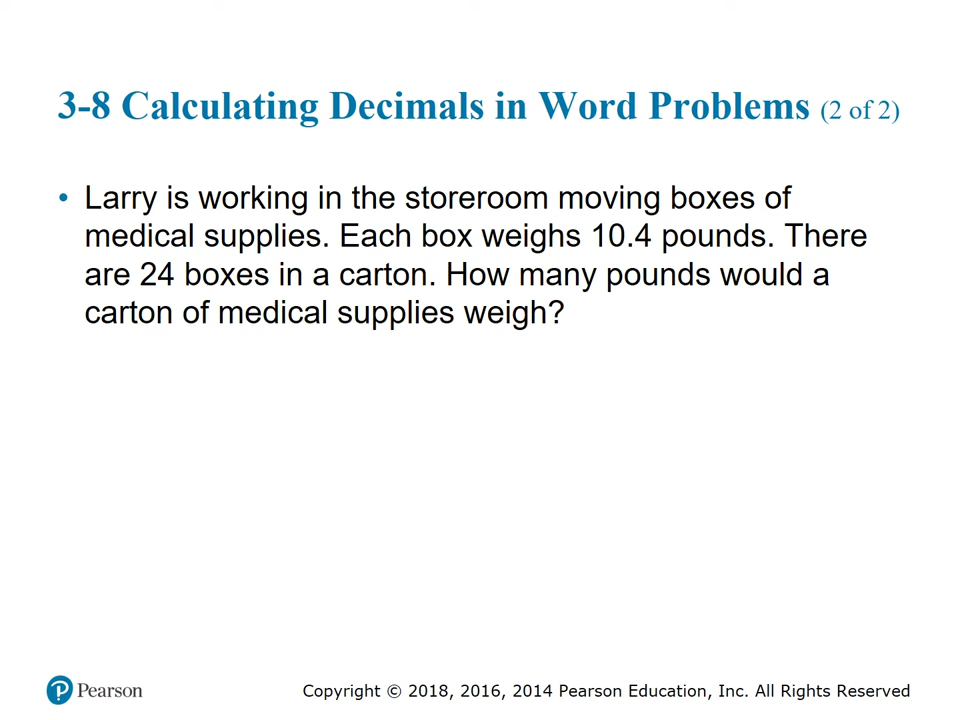 3-8 Calculating Decimals in Word Problems (2 of 2)
• Larry is working in the storeroom moving boxes of
medical supplies. Each box weighs 10.4 pounds. There
are 24 boxes in a carton. How many pounds would a
carton of medical supplies weigh?
Pearson
Copyright © 2018, 2016, 2014 Pearson Education, Inc. All Rights Reserved